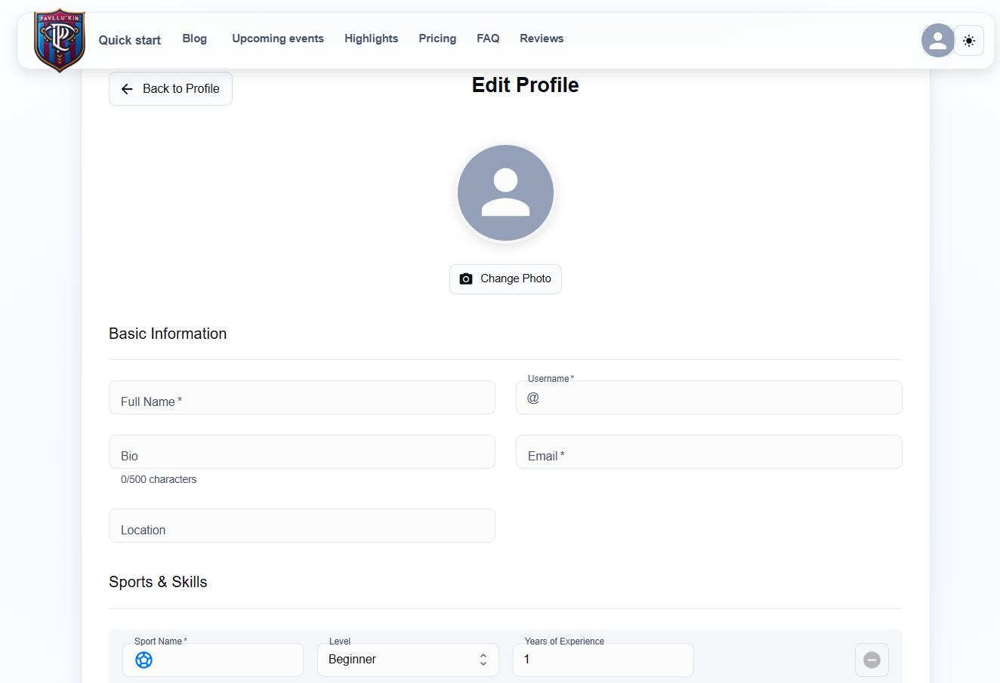 PAVLLU`KIN
Quick start
Blog
Upcoming events
Highlights
Pricing
FAQ
Reviews
Back to Profile
Edit Profile
Change Photo
Basic Information
Full Name *
Username *
@
Bio
0/500 characters
Email *
Location
Sports & Skills
Sport Name *
Level
Beginner
Years of Experience
1